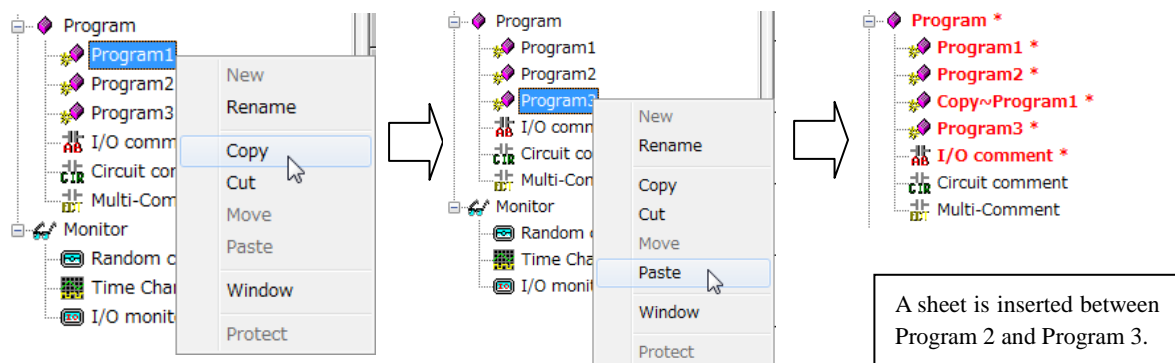 Program
Program1
Program2
Program3
I/O comm
Circuit cor
Multi-Com
Monitor
Random c
Time Char
I/O monit
New
Rename
Copy
Cut
Move
Paste
Window
Protect
Program
Program1
Program2
Program3
I/O comn
Circuit co
Multi-Con
Monitor
Random
Time Cha
I/O monit
New
Rename
Copy
Cut
Move
Paste
Window
Protect
Program *
Program1 *
Program2 *
Copy~Program1 *
Program3 *
I/O comment *
Circuit comment
Multi-Comment
A sheet is inserted between
Program 2 and Program 3.